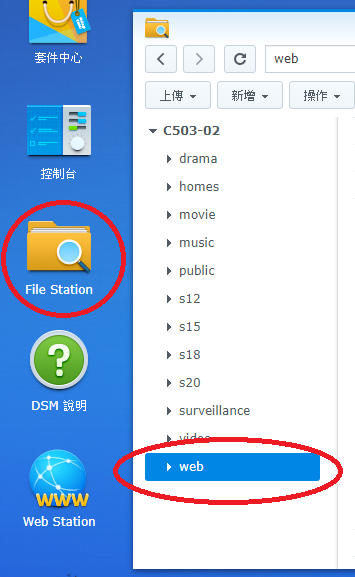 套件中心
控制台
File Station
DSM 說明
WWW
Web Station
web
上傳
新增
操作
C503-02
drama
homes
movie
music
public
s12
s15
s18
s20
surveillance
video
web